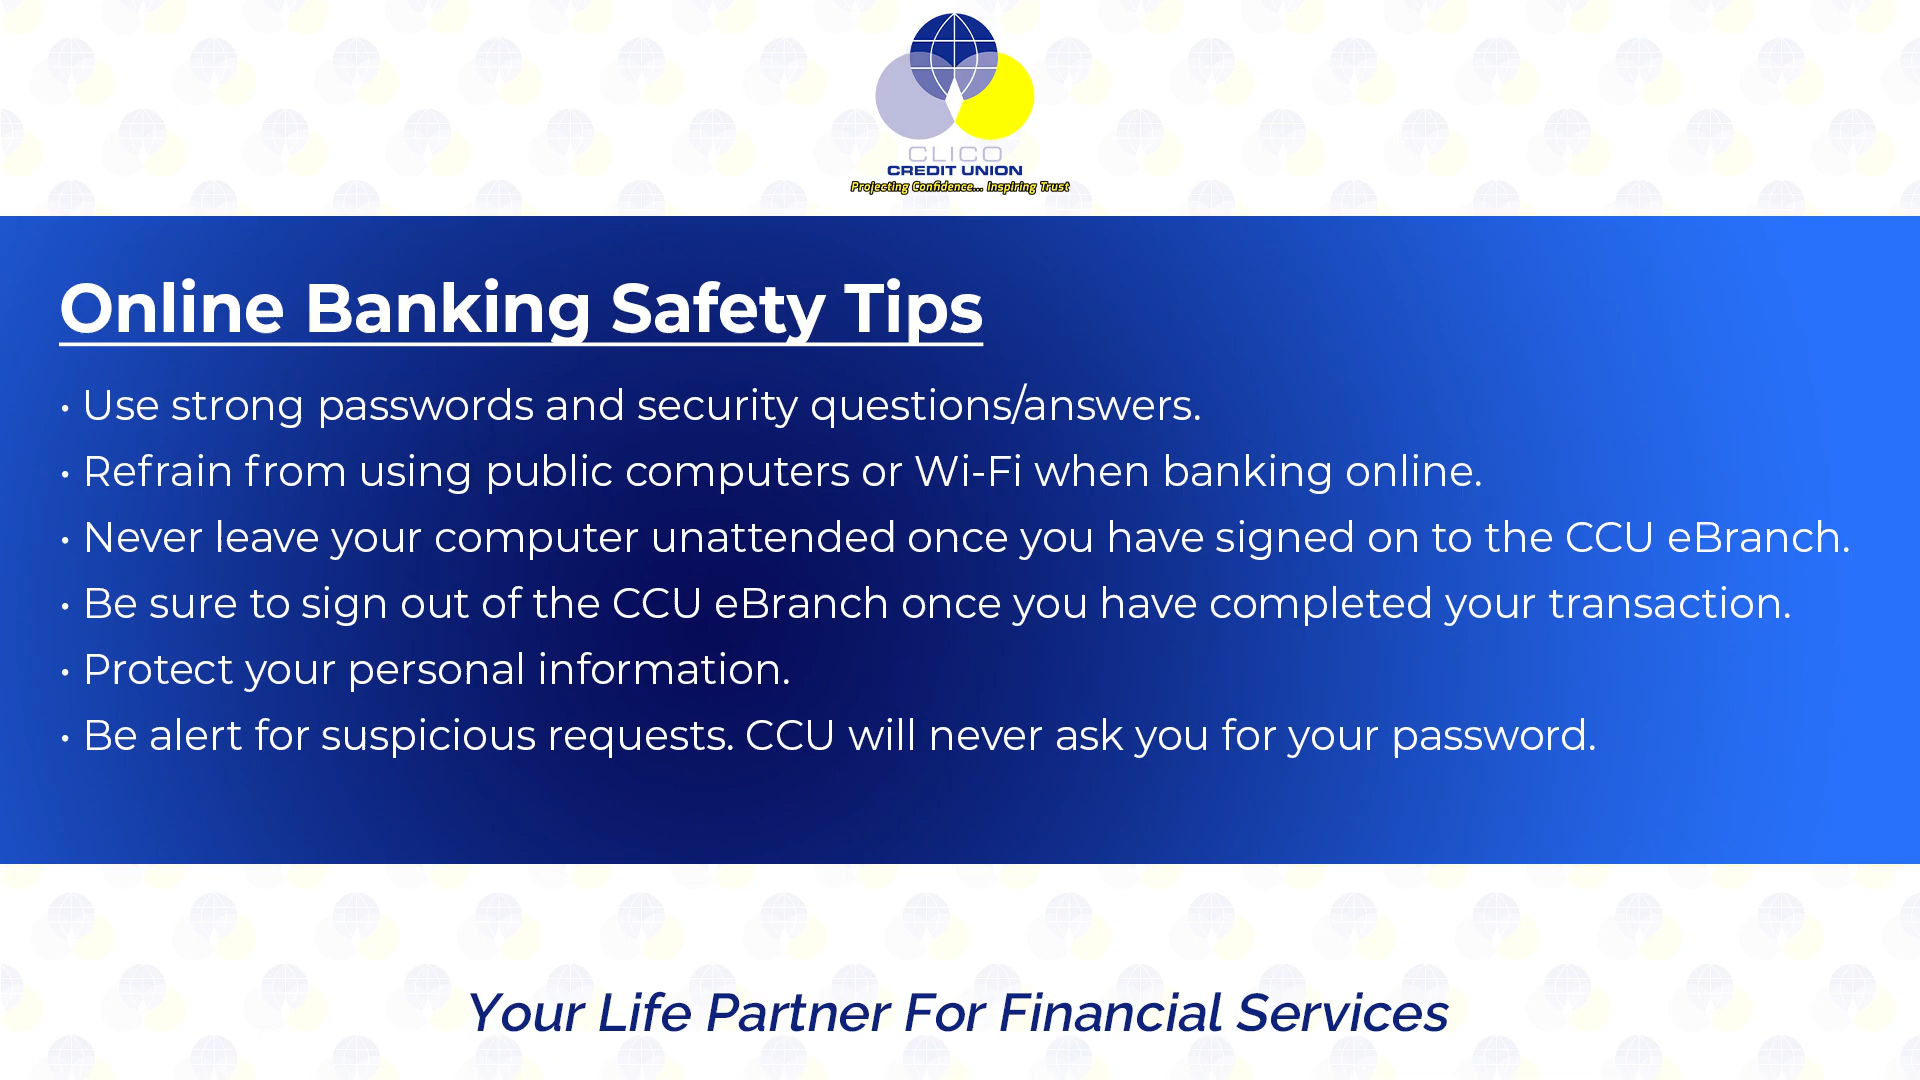 CLICO
CREDIT UNION
Projecting Confidence... Inspiring Trust
Online Banking Safety Tips
• Use strong passwords and security questions/answers.
• Refrain from using public computers or Wi-Fi when banking online.
• Never leave your computer unattended once you have signed on to the CCU eBranch.
• Be sure to sign out of the CCU eBranch once you have completed your transaction.
• Protect your personal information.
• Be alert for suspicious requests. CCU will never ask you for your password.
Your Life Partner For Financial Services